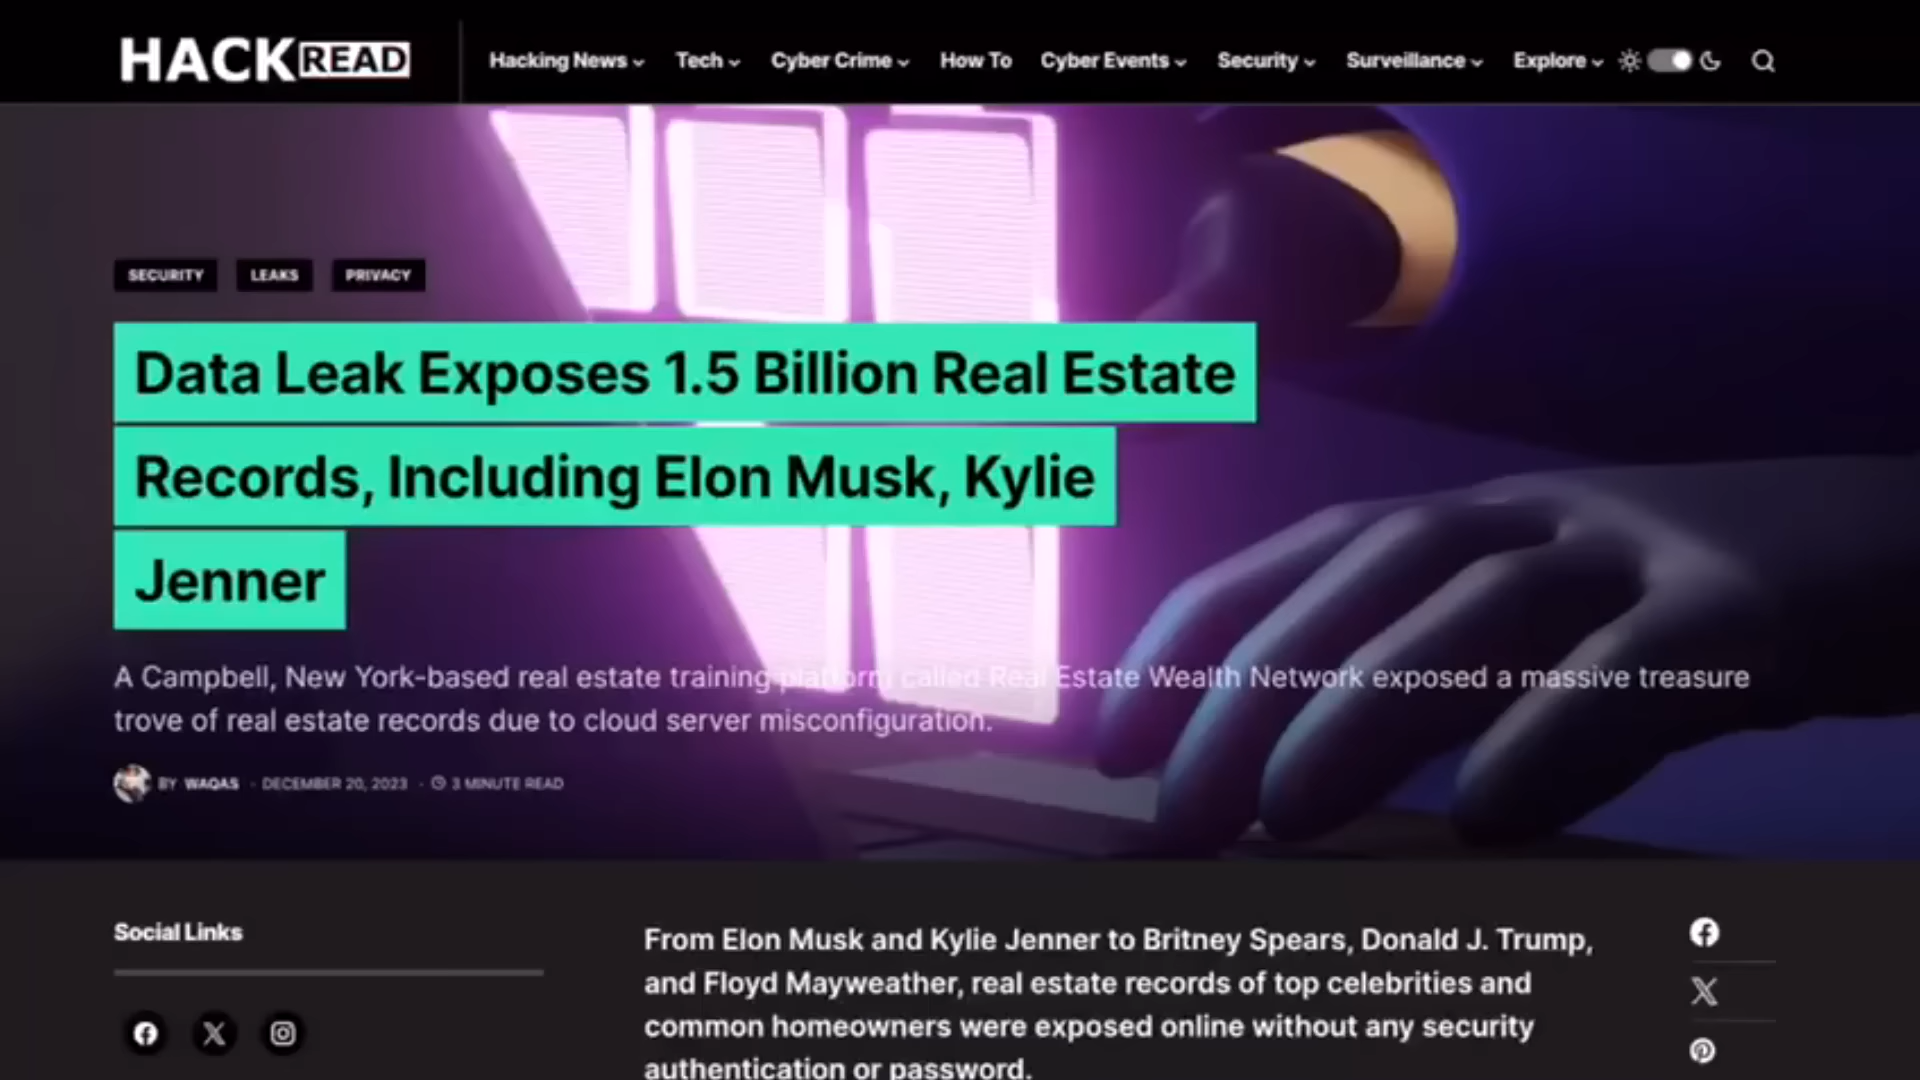 HACKREAD
Hacking News Tech Cyber Crime How To Cyber Events Security Surveillance Explore
SECURITY LEAKS PRIVACY
Data Leak Exposes 1.5 Billion Real Estate
Records, Including Elon Musk, Kylie
Jenner
A Campbell, New York-based real estate training platform called Real Estate Wealth Network exposed a massive treasure
trove of real estate records due to cloud server misconfiguration.
BY WAQAS · DECEMBER 20, 2023 · 3 MINUTE READ
Social Links
From Elon Musk and Kylie Jenner to Britney Spears, Donald J. Trump,
and Floyd Mayweather, real estate records of top celebrities and
common homeowners were exposed online without any security
authentication or password.